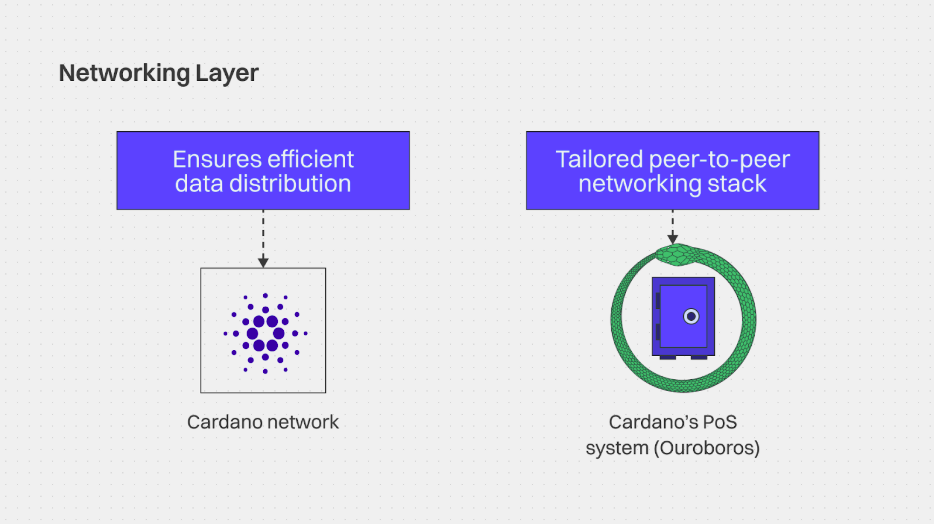 Networking Layer
Ensures efficient
data distribution
Tailored peer-to-peer
networking stack
Cardano network
Cardano’s PoS
system (Ouroboros)